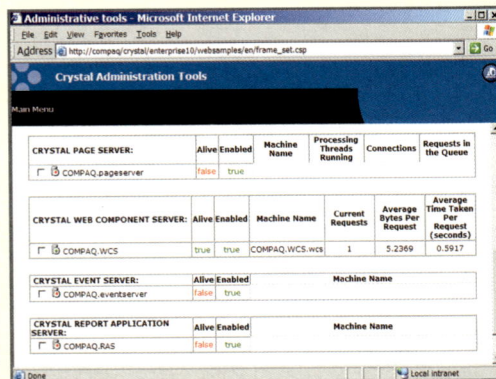 Administrative tools - Microsoft Internet Explorer
File Edit View Favorites Tools Help
Address http://compaq/crystal/enterprise10/websamples/en/frame_set.csp Go
Crystal Administration Tools
Main Menu
CRYSTAL PAGE SERVER: Alive Enabled Machine Name Processing Threads Running Connections Requests in the Queue
COMPAQ.pageserver false true
CRYSTAL WEB COMPONENT SERVER: Alive Enabled Machine Name Current Requests Average Bytes Per Request Average Time Taken Per Request (seconds)
COMPAQ.WCS true true COMPAQ.WCS.wcs 1 5.2369 0.5917
CRYSTAL EVENT SERVER: Alive Enabled Machine Name
COMPAQ.eventserver false true
CRYSTAL REPORT APPLICATION SERVER: Alive Enabled Machine Name
COMPAQ.RAS false true
Done Local intranet